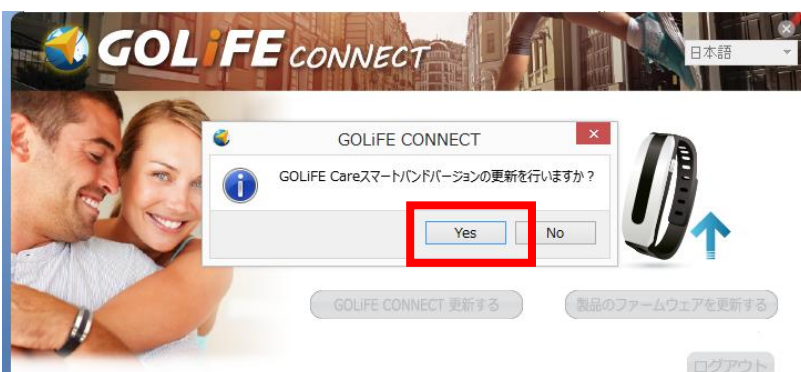 GOLiFE CONNECT
日本語
GOLiFE CONNECT
GOLiFE Careスマートバンドバージョンの更新を行いますか？
Yes
No
GOLiFE CONNECT 更新する
製品のファームウェアを更新する
ログアウト